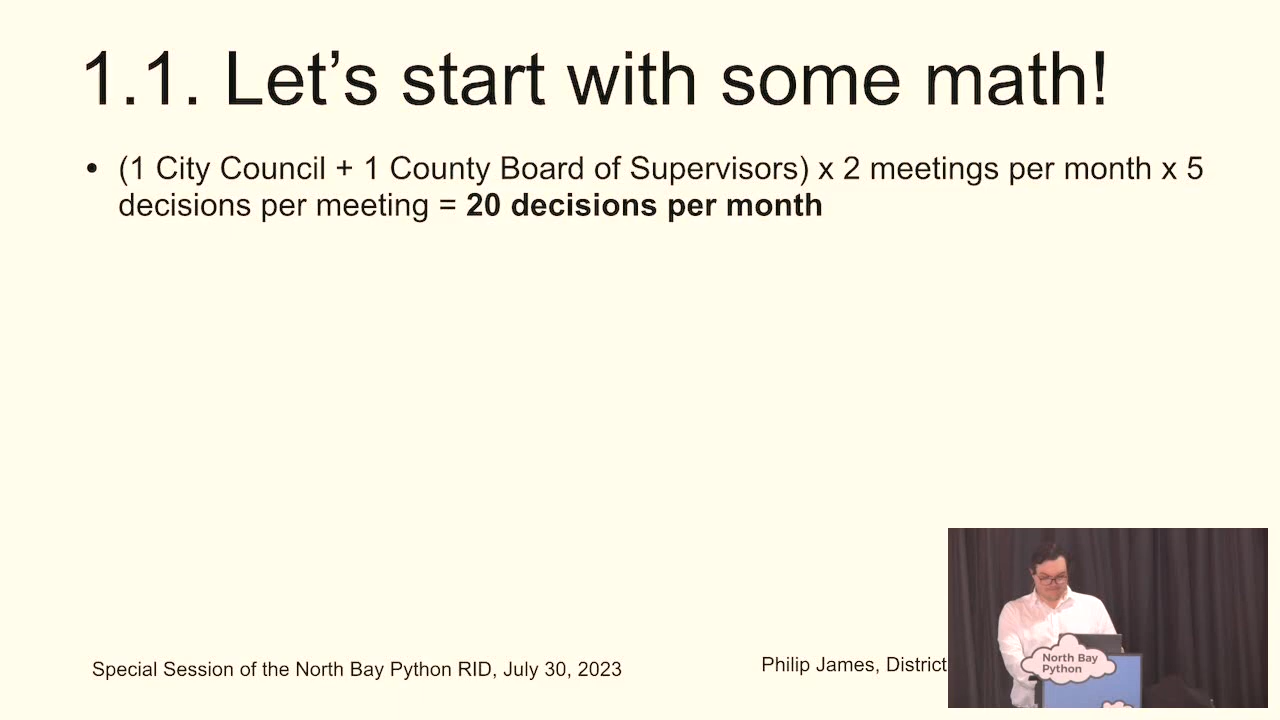 1.1. Let’s start with some math!
• (1 City Council + 1 County Board of Supervisors) x 2 meetings per month x 5
decisions per meeting = 20 decisions per month
Special Session of the North Bay Python RID, July 30, 2023
Philip James, District
North Bay
Python